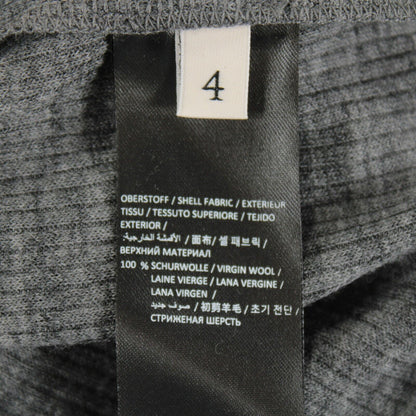 4
OBERSTOFF / SHELL FABRIC / EXTERIEUR
TISSU / TESSUTO SUPERIORE / TEJIDO
EXTERIOR /
الأقمشة الخارجية: / 面布 / 셸 패브릭 /
ВЕРХНИЙ МАТЕРИАЛ
100 % SCHURWOLLE / VIRGIN WOOL /
LAINE VIERGE / LANA VERGINE /
LANA VIRGEN /
صوف جديد / 初剪羊毛 / 초기 전단 /
СТРИЖЕНАЯ ШЕРСТЬ